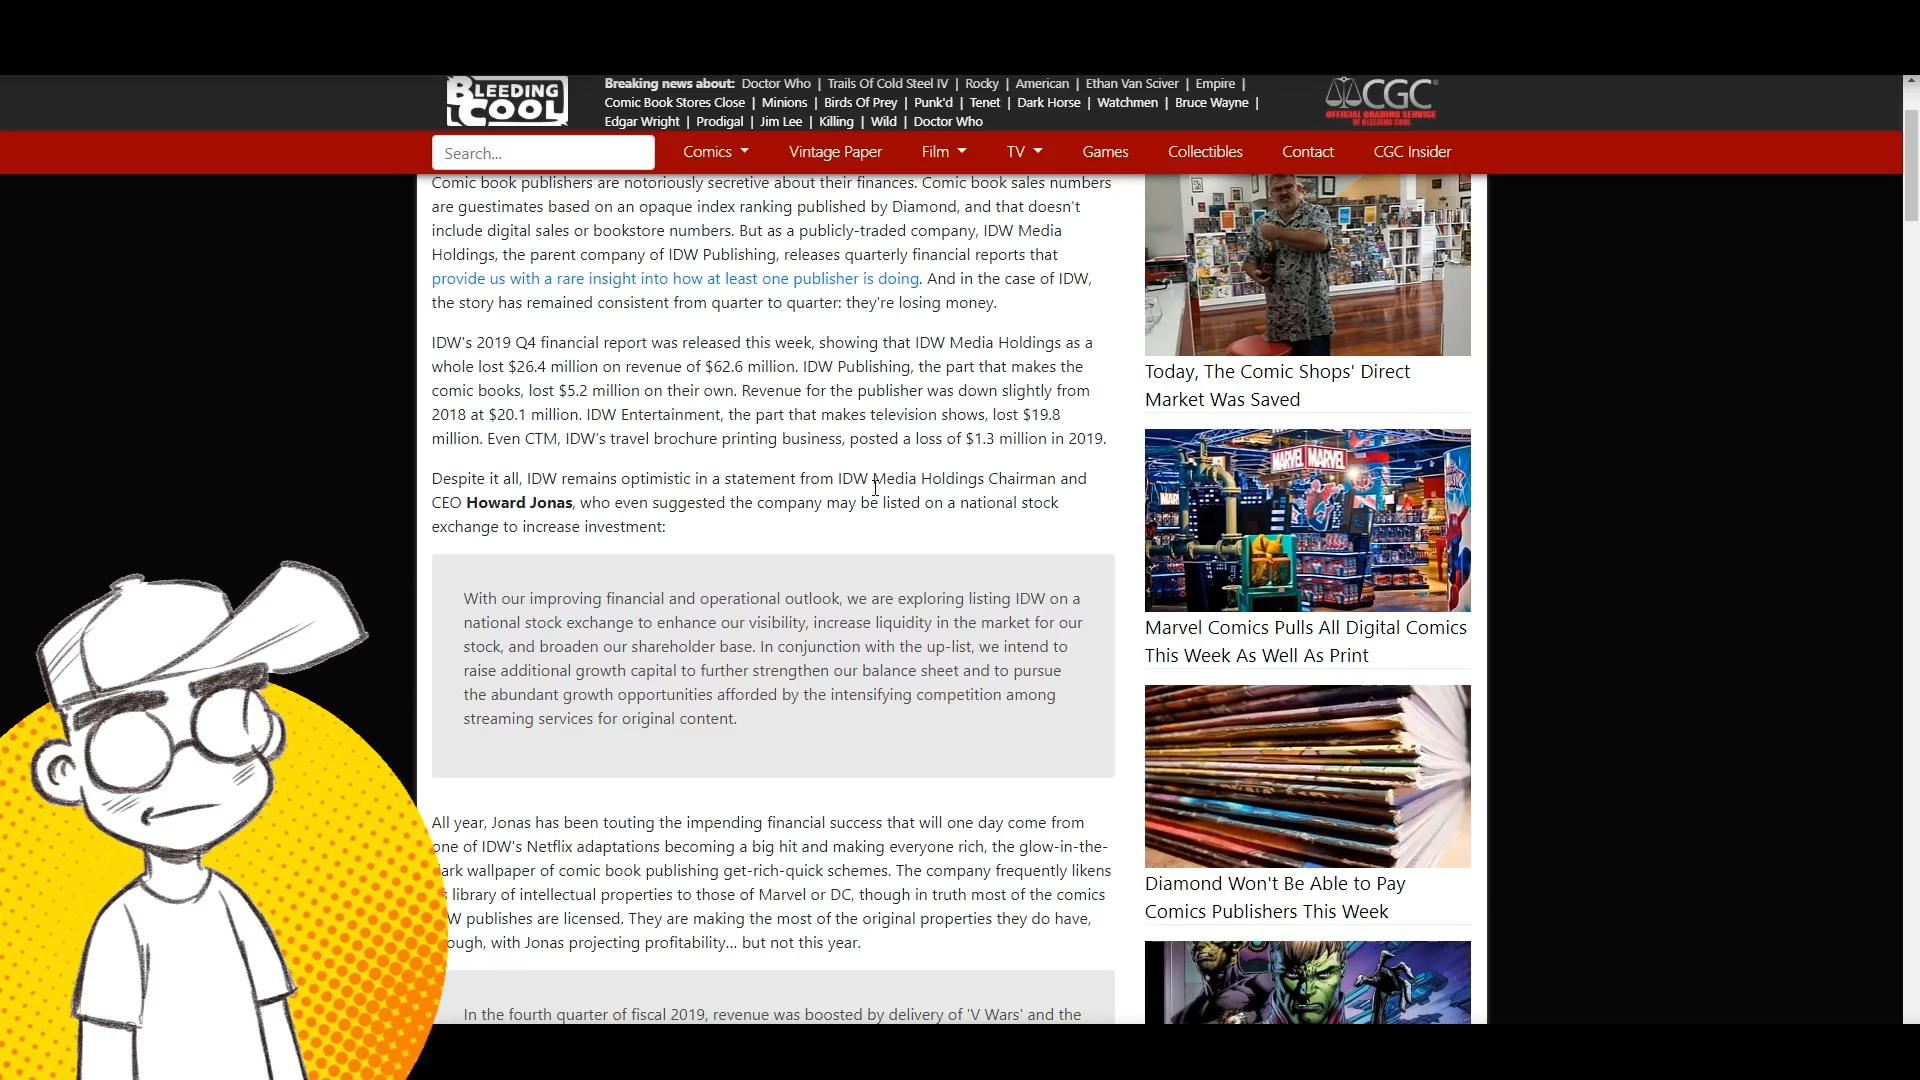 BLEEDING COOL
Breaking news about: Doctor Who | Trails Of Cold Steel IV | Rocky | American | Ethan Van Sciver | Empire |
Comic Book Stores Close | Minions | Birds Of Prey | Punk'd | Tenet | Dark Horse | Watchmen | Bruce Wayne |
Edgar Wright | Prodigal | Jim Lee | Killing | Wild | Doctor Who
CGC
OFFICIAL GRADING SERVICE
OF BLEEDING COOL
Search...
Comics
Vintage Paper
Film
TV
Games
Collectibles
Contact
CGC Insider
Comic book publishers are notoriously secretive about their finances. Comic book sales numbers
are guestimates based on an opaque index ranking published by Diamond, and that doesn't
include digital sales or bookstore numbers. But as a publicly-traded company, IDW Media
Holdings, the parent company of IDW Publishing, releases quarterly financial reports that
provide us with a rare insight into how at least one publisher is doing. And in the case of IDW,
the story has remained consistent from quarter to quarter: they're losing money.
IDW's 2019 Q4 financial report was released this week, showing that IDW Media Holdings as a
whole lost $26.4 million on revenue of $62.6 million. IDW Publishing, the part that makes the
comic books, lost $5.2 million on their own. Revenue for the publisher was down slightly from
2018 at $20.1 million. IDW Entertainment, the part that makes television shows, lost $19.8
million. Even CTM, IDW's travel brochure printing business, posted a loss of $1.3 million in 2019.
Despite it all, IDW remains optimistic in a statement from IDW Media Holdings Chairman and
CEO Howard Jonas, who even suggested the company may be listed on a national stock
exchange to increase investment:
With our improving financial and operational outlook, we are exploring listing IDW on a
national stock exchange to enhance our visibility, increase liquidity in the market for our
stock, and broaden our shareholder base. In conjunction with the up-list, we intend to
raise additional growth capital to further strengthen our balance sheet and to pursue
the abundant growth opportunities afforded by the intensifying competition among
streaming services for original content.
All year, Jonas has been touting the impending financial success that will one day come from
one of IDW's Netflix adaptations becoming a big hit and making everyone rich, the glow-in-the-
ark wallpaper of comic book publishing get-rich-quick schemes. The company frequently likens
s library of intellectual properties to those of Marvel or DC, though in truth most of the comics
W publishes are licensed. They are making the most of the original properties they do have,
ough, with Jonas projecting profitability... but not this year.
In the fourth quarter of fiscal 2019, revenue was boosted by delivery of 'V Wars' and the
Today, The Comic Shops' Direct
Market Was Saved
MARVEL MARVEL
Marvel Comics Pulls All Digital Comics
This Week As Well As Print
Diamond Won't Be Able to Pay
Comics Publishers This Week